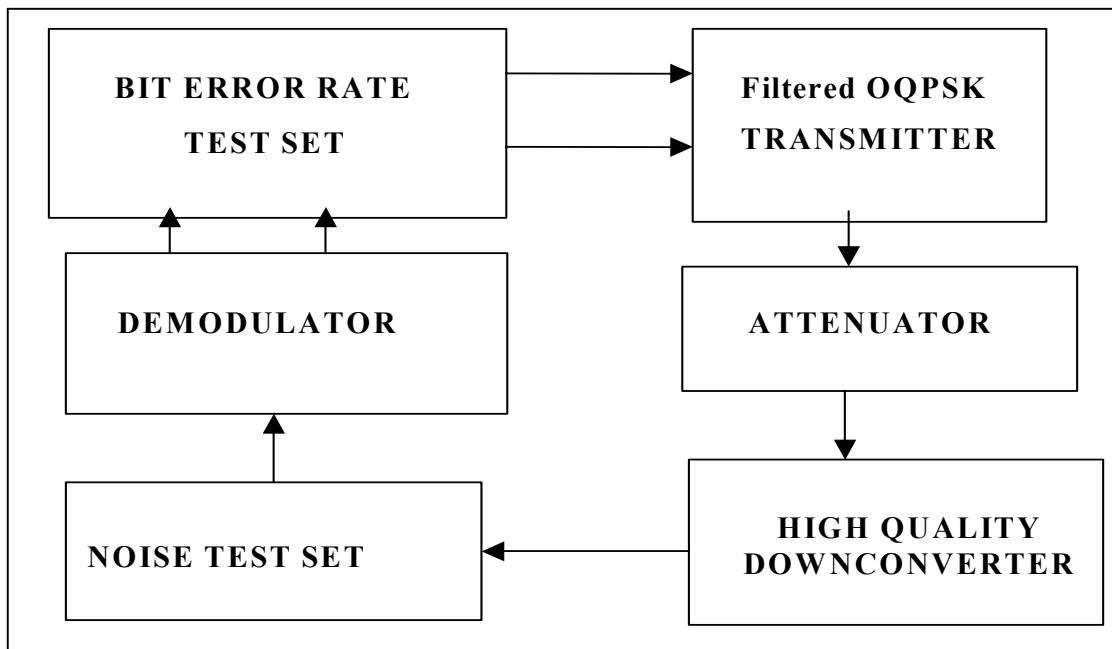 BIT ERROR RATE
TEST SET
Filtered OQPSK
TRANSMITTER
DEMODULATOR
ATTENUATOR
NOISE TEST SET
HIGH QUALITY
DOWNCONVERTER